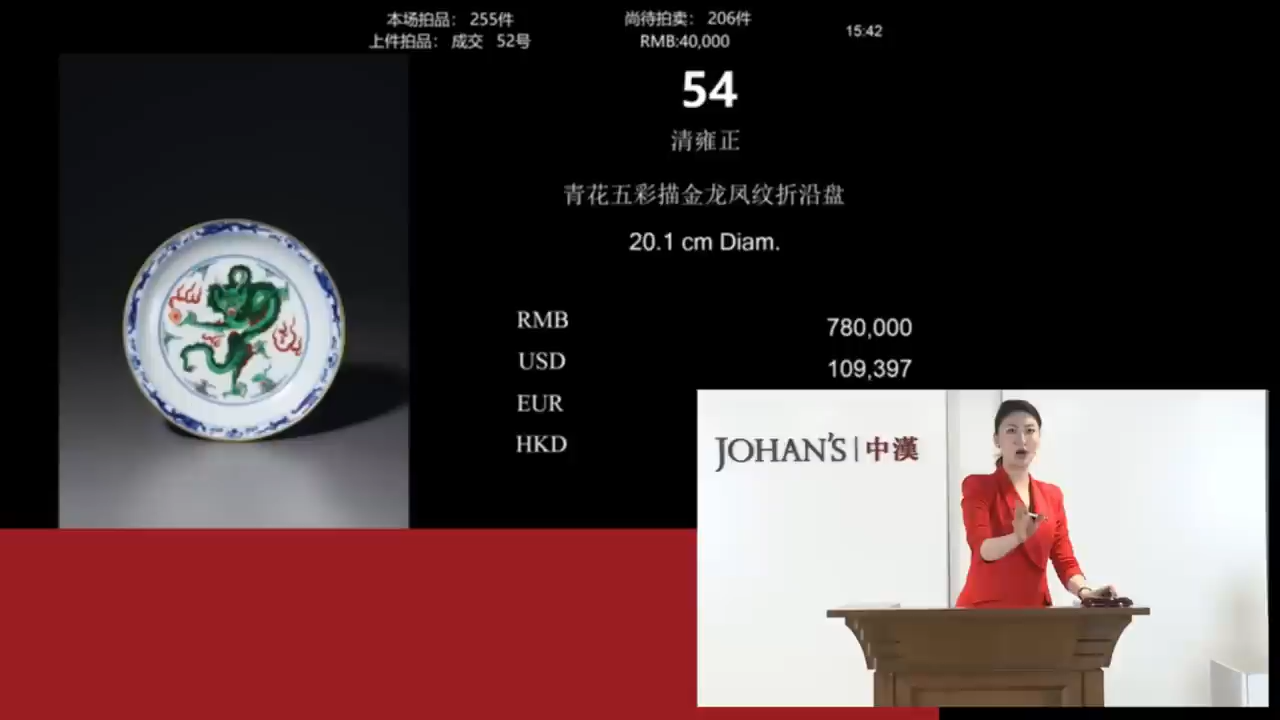 本场拍品: 255件
尚待拍卖: 206件
15:42
上件拍品: 成交 52号
RMB:40,000
54
清雍正
青花五彩描金龙凤纹折沿盘
20.1 cm Diam.
RMB 780,000
USD 109,397
EUR
HKD
JOHAN'S | 中漢